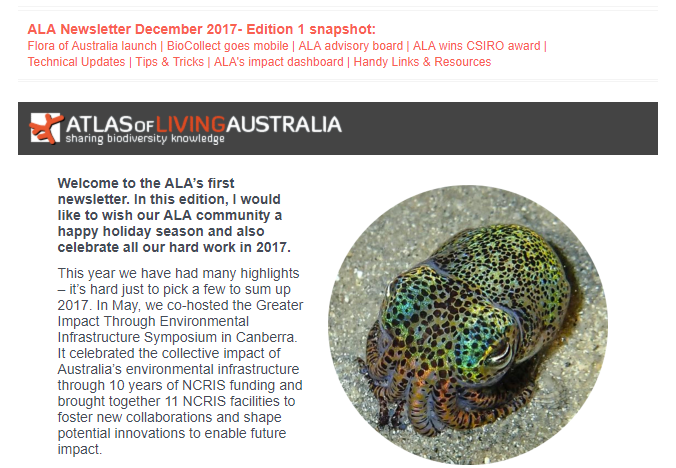 ALA Newsletter December 2017- Edition 1 snapshot:
Flora of Australia launch | BioCollect goes mobile | ALA advisory board | ALA wins CSIRO award |
Technical Updates | Tips & Tricks | ALA's impact dashboard | Handy Links & Resources
ATLAS OF LIVING AUSTRALIA
sharing biodiversity knowledge
Welcome to the ALA's first
newsletter. In this edition, I would
like to wish our ALA community a
happy holiday season and also
celebrate all our hard work in 2017.
This year we have had many highlights
– it's hard just to pick a few to sum up
2017. In May, we co-hosted the Greater
Impact Through Environmental
Infrastructure Symposium in Canberra.
It celebrated the collective impact of
Australia's environmental infrastructure
through 10 years of NCRIS funding and
brought together 11 NCRIS facilities to
foster new collaborations and shape
potential innovations to enable future
impact.